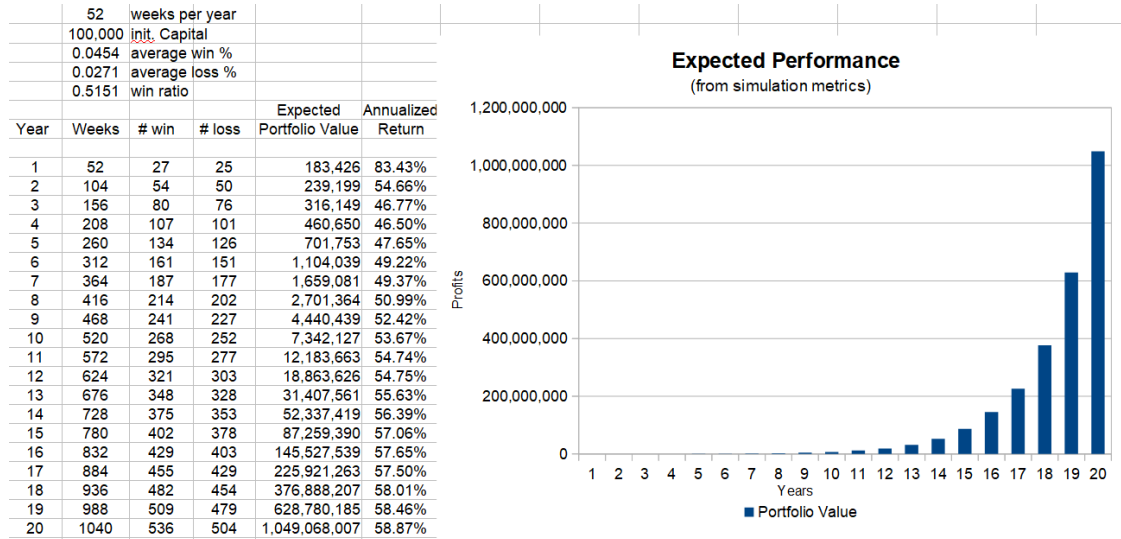 52 weeks per year
100,000 init. Capital
0.0454 average win %
0.0271 average loss %
0.5151 win ratio
Expected Annualized
Year Weeks # win # loss Portfolio Value Return
1 52 27 25 183,426 83.43%
2 104 54 50 239,199 54.66%
3 156 80 76 316,149 46.77%
4 208 107 101 460,650 46.50%
5 260 134 126 701,753 47.65%
6 312 161 151 1,104,039 49.22%
7 364 187 177 1,659,081 49.37%
8 416 214 202 2,701,364 50.99%
9 468 241 227 4,440,439 52.42%
10 520 268 252 7,342,127 53.67%
11 572 295 277 12,183,663 54.74%
12 624 321 303 18,863,626 54.75%
13 676 348 328 31,407,561 55.63%
14 728 375 353 52,337,419 56.39%
15 780 402 378 87,259,390 57.06%
16 832 429 403 145,527,539 57.65%
17 884 455 429 225,921,263 57.50%
18 936 482 454 376,888,207 58.01%
19 988 509 479 628,780,185 58.46%
20 1040 536 504 1,049,068,007 58.87%
Expected Performance
(from simulation metrics)
1,200,000,000
1,000,000,000
800,000,000
600,000,000
400,000,000
200,000,000
0
Profits
1 2 3 4 5 6 7 8 9 10 11 12 13 14 15 16 17 18 19 20
Years
Portfolio Value